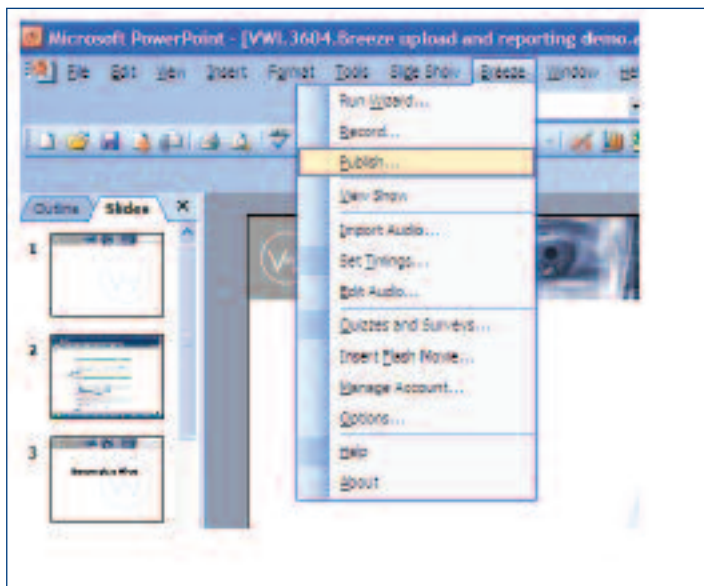 Microsoft PowerPoint - [VWL.3604.Breeze upload and reporting demo.
File Edit View Insert Format Tools Slide Show Breeze Window He
Run Wizard...
Record...
Publish...
View Show
Import Audio...
Set Timings...
Edit Audio...
Quizzes and Surveys...
Insert Flash Movie...
Manage Account...
Options...
Help
About
Outline Slides X
1
2
3